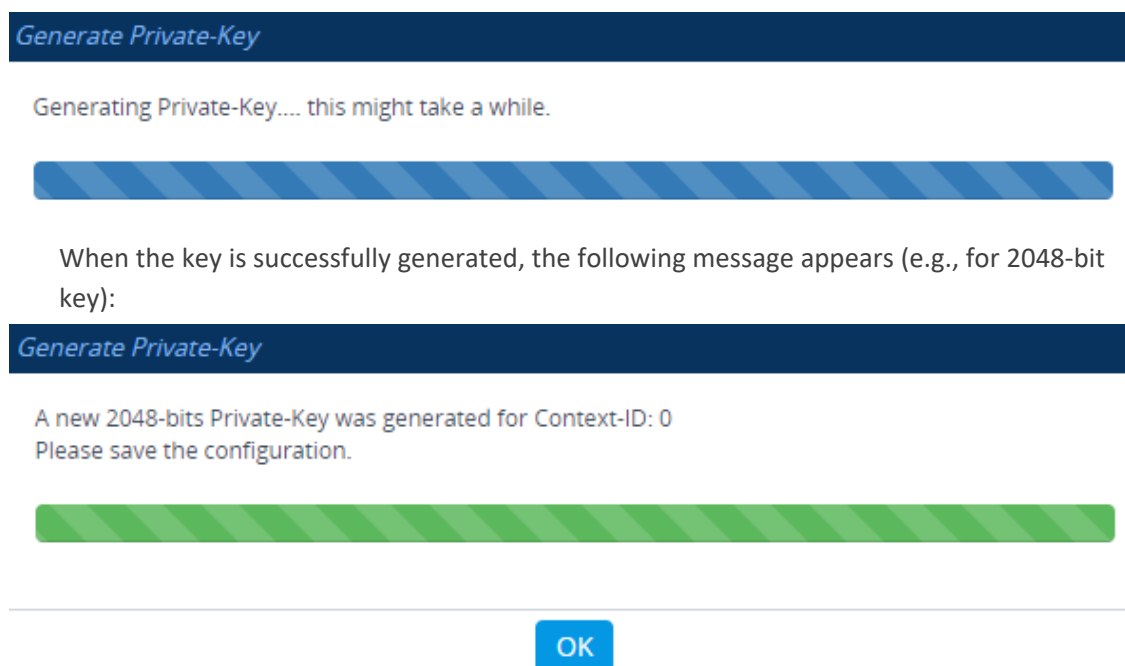 Generate Private-Key
Generating Private-Key.... this might take a while.
When the key is successfully generated, the following message appears (e.g., for 2048-bit
key):
Generate Private-Key
A new 2048-bits Private-Key was generated for Context-ID: 0
Please save the configuration.
OK